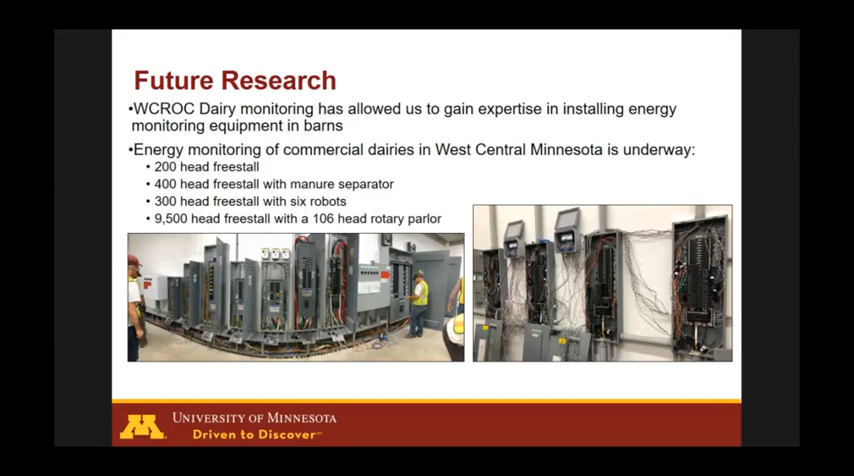 Future Research
•WCROC Dairy monitoring has allowed us to gain expertise in installing energy
monitoring equipment in barns
•Energy monitoring of commercial dairies in West Central Minnesota is underway:
• 200 head freestall
• 400 head freestall with manure separator
• 300 head freestall with six robots
• 9,500 head freestall with a 106 head rotary parlor
M
UNIVERSITY OF MINNESOTA
Driven to Discover